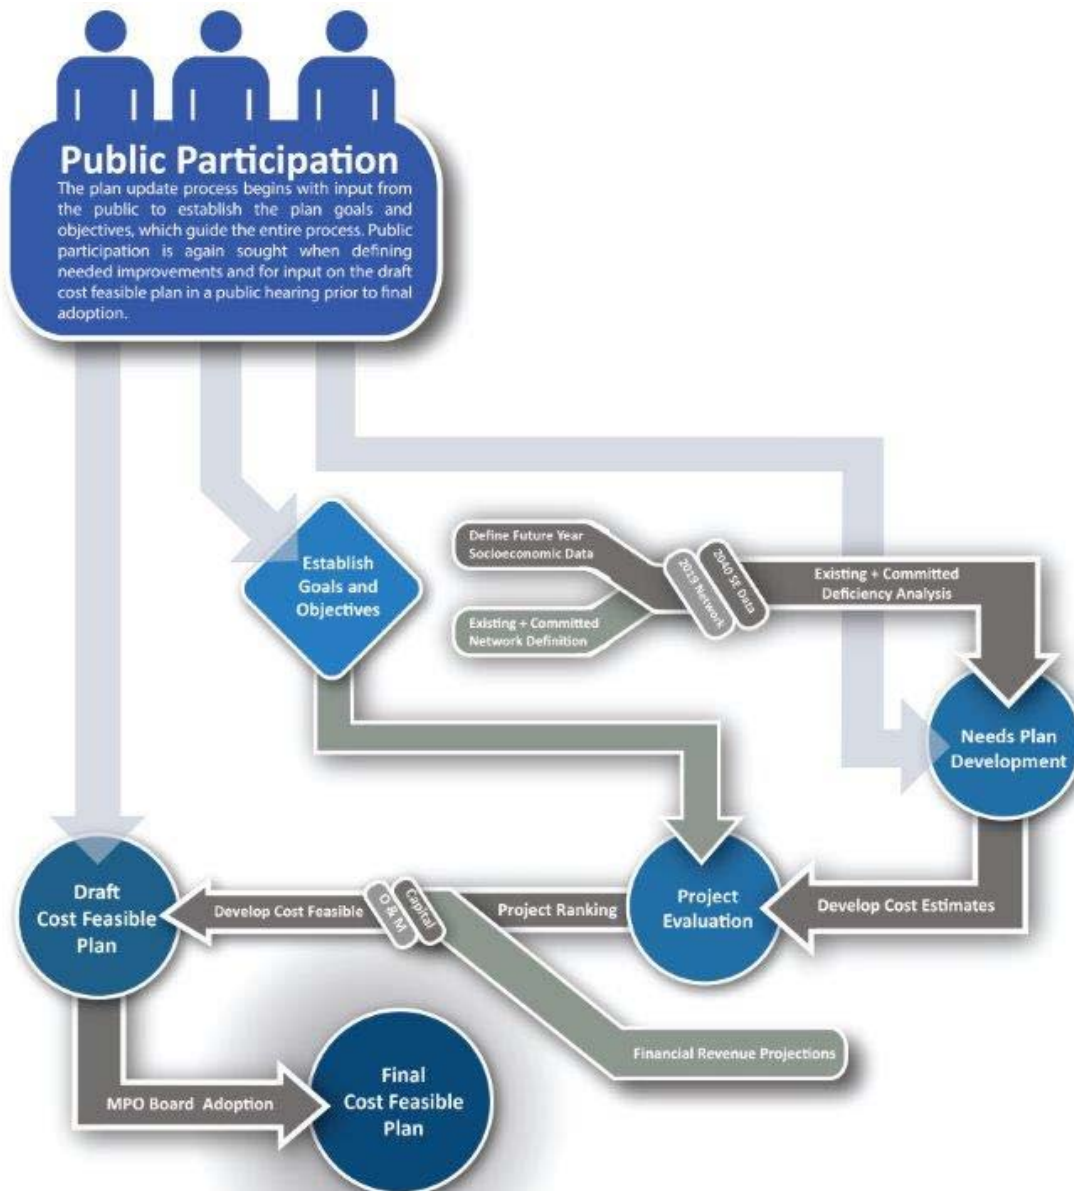 Public Participation
The plan update process begins with input from
the public to establish the plan goals and
objectives, which guide the entire process. Public
participation is again sought when defining
needed improvements and for input on the draft
cost feasible plan in a public hearing prior to final
adoption.
Establish
Goals and
Objectives
Define Future Year
Socioeconomic Data
Existing + Committed
Network Definition
2019 Network
2040 SE Data
Existing + Committed
Deficiency Analysis
Needs Plan
Development
Draft
Cost Feasible
Plan
Develop Cost Feasible
O & M
Capital
Project Ranking
Project
Evaluation
Develop Cost Estimates
Financial Revenue Projections
MPO Board Adoption
Final
Cost Feasible
Plan